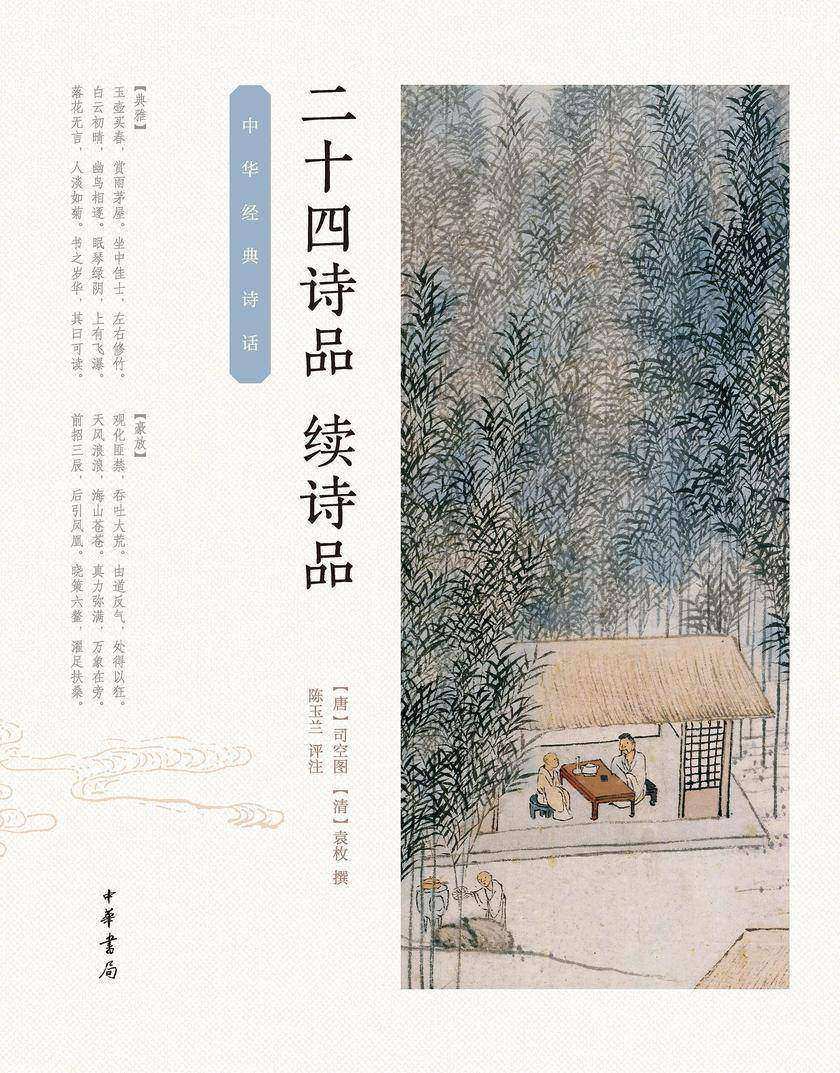 二十四诗品 续诗品
【唐】司空图 【清】袁枚 撰
陈玉兰 评注
中华经典诗话
【典雅】
玉壶买春，赏雨茅屋。坐中佳士，左右修竹。
白云初晴，幽鸟相逐。眠琴绿阴，上有飞瀑。
落花无言，人淡如菊。书之岁华，其曰可读。
【豪放】
观化匪禁，吞吐大荒。由道反气，处得以狂。
天风浪浪，海山苍苍。真力弥满，万象在旁。
前招三辰，后引凤凰。晓策六鳌，濯足扶桑。
中華書局